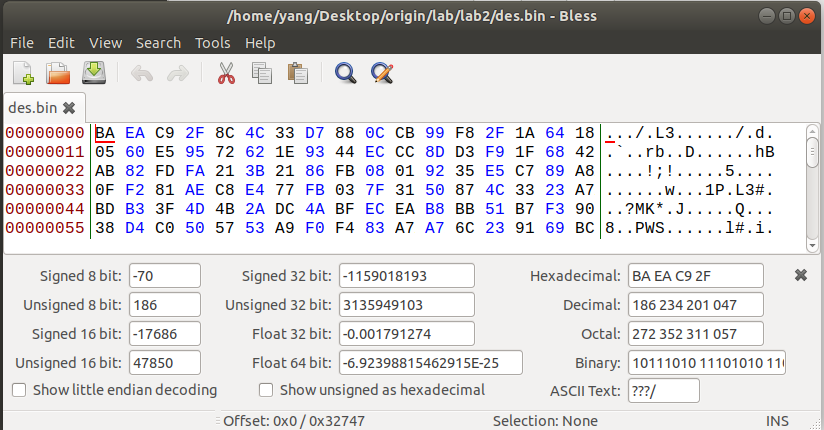 /home/yang/Desktop/origin/lab/lab2/des.bin - Bless
File Edit View Search Tools Help
des.bin
00000000 BA EA C9 2F 8C 4C 33 D7 88 0C CB 99 F8 2F 1A 64 18 .../.L3....../.d.
00000011 05 60 E5 95 72 62 1E 93 44 EC CC 8D D3 F9 1F 68 42 .`..rb..D......hB
00000022 AB 82 FD FA 21 3B 21 86 FB 08 01 92 35 E5 C7 89 A8 ....!;!.....5....
00000033 0F F2 81 AE C8 E4 77 FB 03 7F 31 50 87 4C 33 23 A7 ......w...1P.L3#.
00000044 BD B3 3F 4D 4B 2A DC 4A BF EC EA B8 BB 51 B7 F3 90 ..?MK*.J.....Q...
00000055 38 D4 C0 50 57 53 A9 F0 F4 83 A7 A7 6C 23 91 69 BC 8..PWS......l#.i.
Signed 8 bit: -70 Signed 32 bit: -1159018193 Hexadecimal: BA EA C9 2F
Unsigned 8 bit: 186 Unsigned 32 bit: 3135949103 Decimal: 186 234 201 047
Signed 16 bit: -17686 Float 32 bit: -0.001791274 Octal: 272 352 311 057
Unsigned 16 bit: 47850 Float 64 bit: -6.92398815462915E-25 Binary: 10111010 11101010 110
Show little endian decoding Show unsigned as hexadecimal ASCII Text: ???/
Offset: 0x0 / 0x32747 Selection: None INS